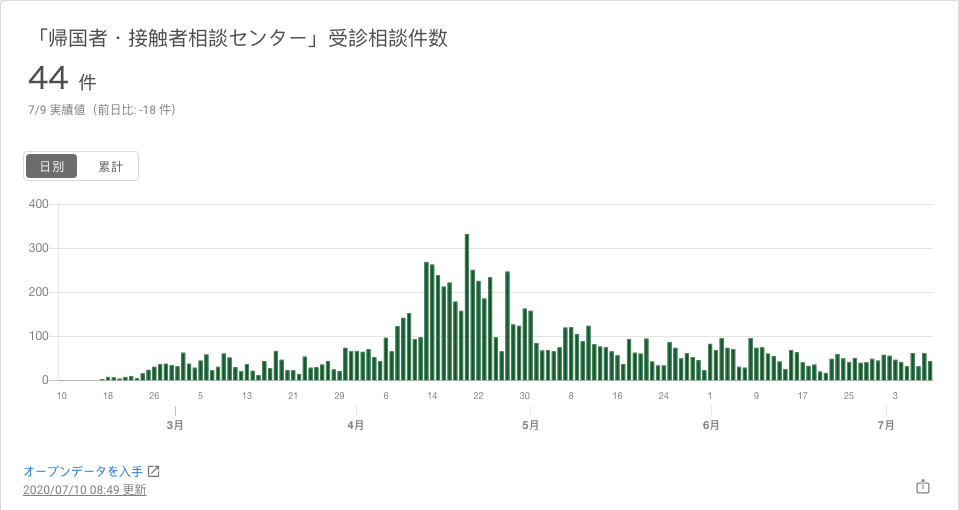 「帰国者・接触者相談センター」受診相談件数
44 件
7/9 実績値（前日比: -18 件）
日別 累計
400
300
200
100
0
10 18 26 5 13 21 29 6 14 22 30 8 16 24 1 9 17 25 3
3月 4月 5月 6月 7月
オープンデータを入手
2020/07/10 08:49 更新